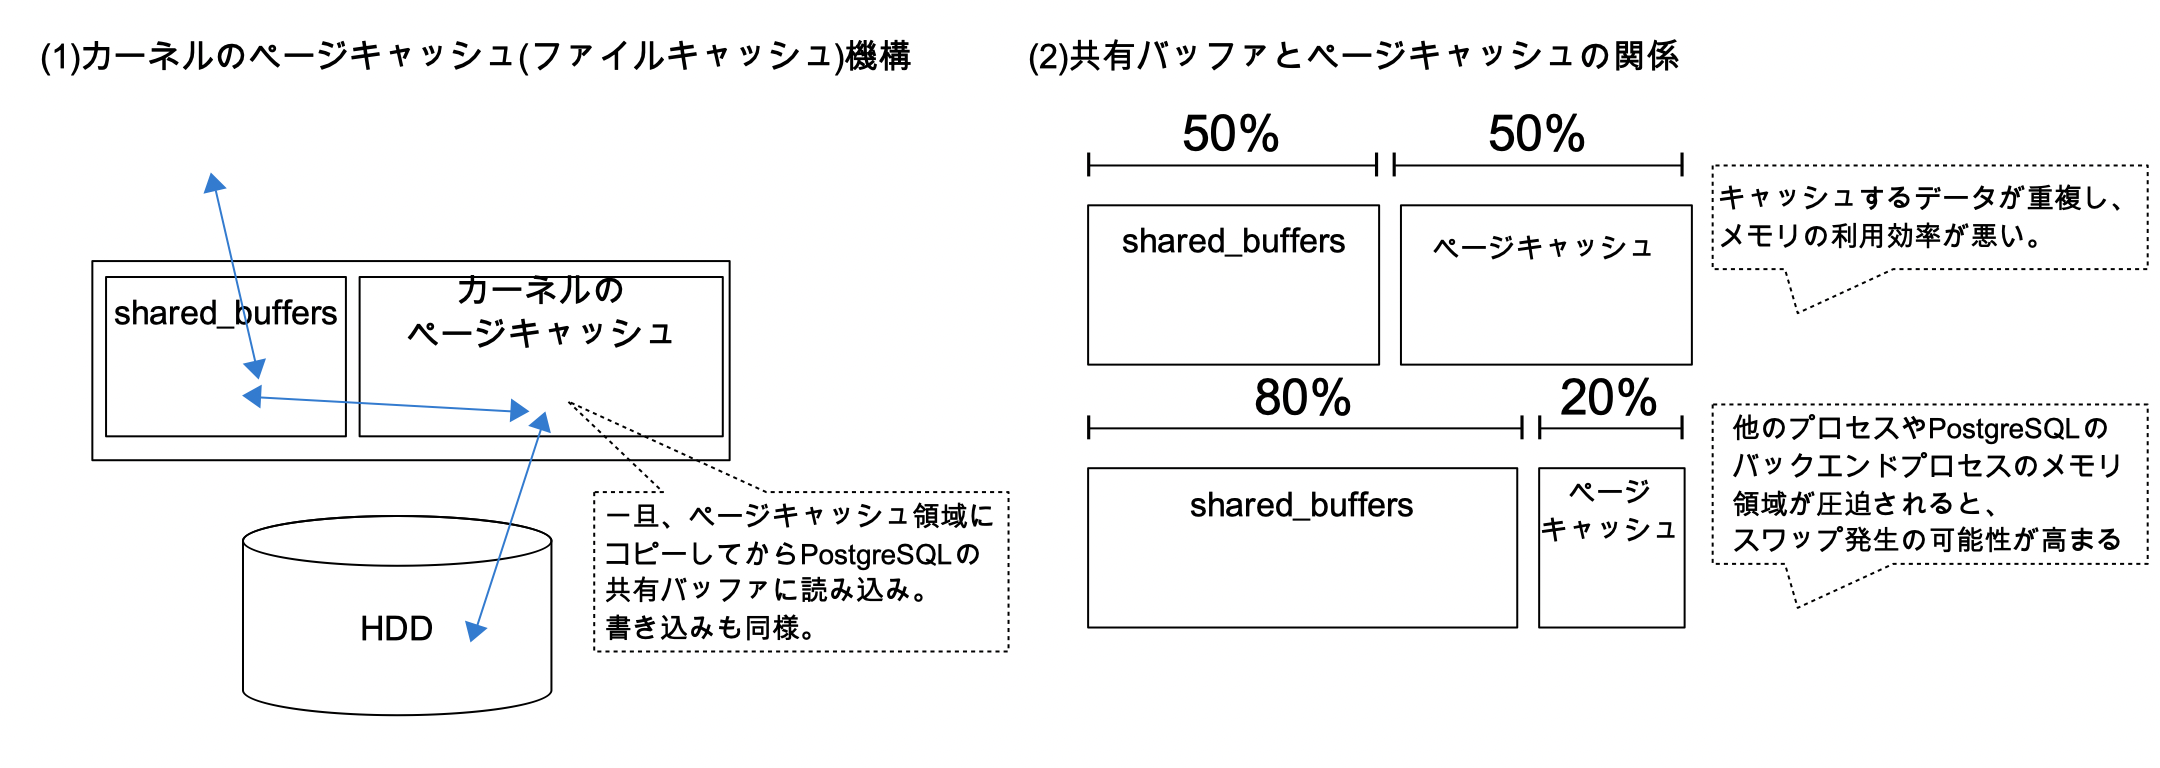 (1)カーネルのページキャッシュ(ファイルキャッシュ)機構
shared_buffers
カーネルの
ページキャッシュ
一旦、ページキャッシュ領域に
コピーしてからPostgreSQLの
共有バッファに読み込み。
書き込みも同様。
HDD
(2)共有バッファとページキャッシュの関係
50%
50%
shared_buffers
ページキャッシュ
キャッシュするデータが重複し、
メモリの利用効率が悪い。
80%
20%
shared_buffers
ページ
キャッシュ
他のプロセスやPostgreSQLの
バックエンドプロセスのメモリ
領域が圧迫されると、
スワップ発生の可能性が高まる